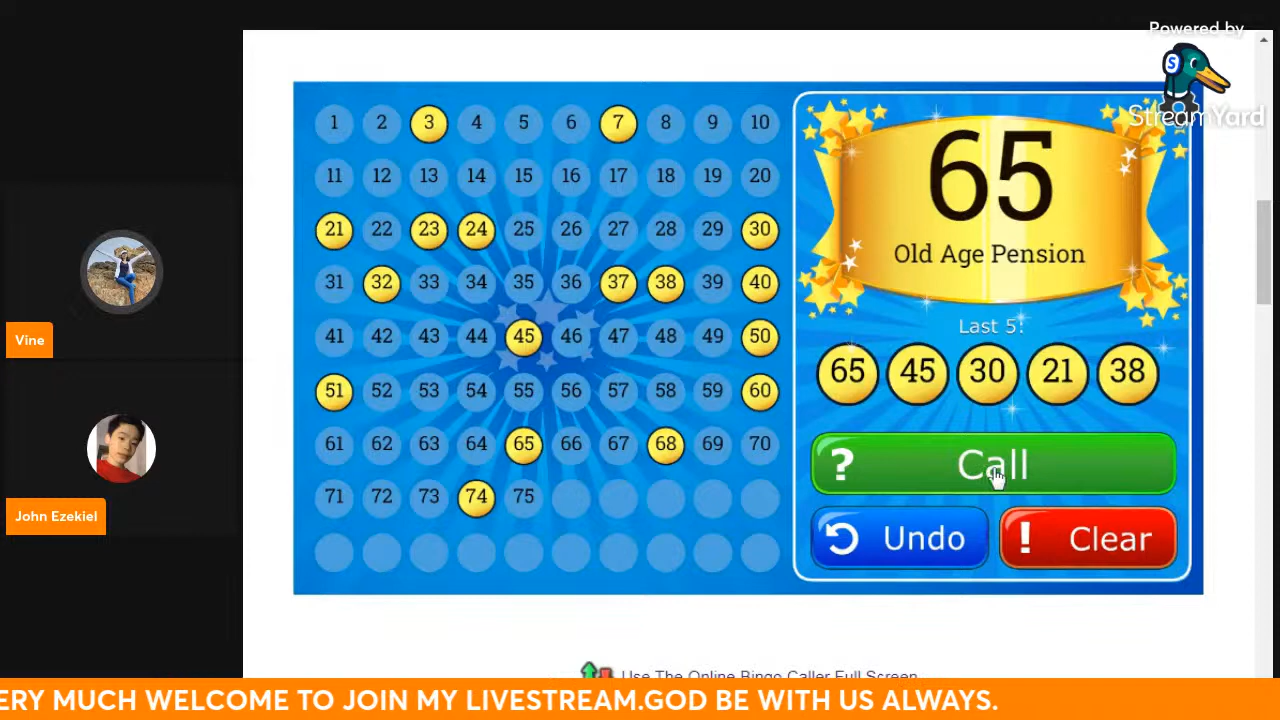 Powered by
StreamYard
1 2 3 4 5 6 7 8 9 10
11 12 13 14 15 16 17 18 19 20
21 22 23 24 25 26 27 28 29 30
31 32 33 34 35 36 37 38 39 40
41 42 43 44 45 46 47 48 49 50
51 52 53 54 55 56 57 58 59 60
61 62 63 64 65 66 67 68 69 70
71 72 73 74 75
65
Old Age Pension
Last 5:
65 45 30 21 38
? Call
Undo
! Clear
Vine
John Ezekiel
Use The Online Bingo Caller Full Screen
ERY MUCH WELCOME TO JOIN MY LIVESTREAM.GOD BE WITH US ALWAYS.